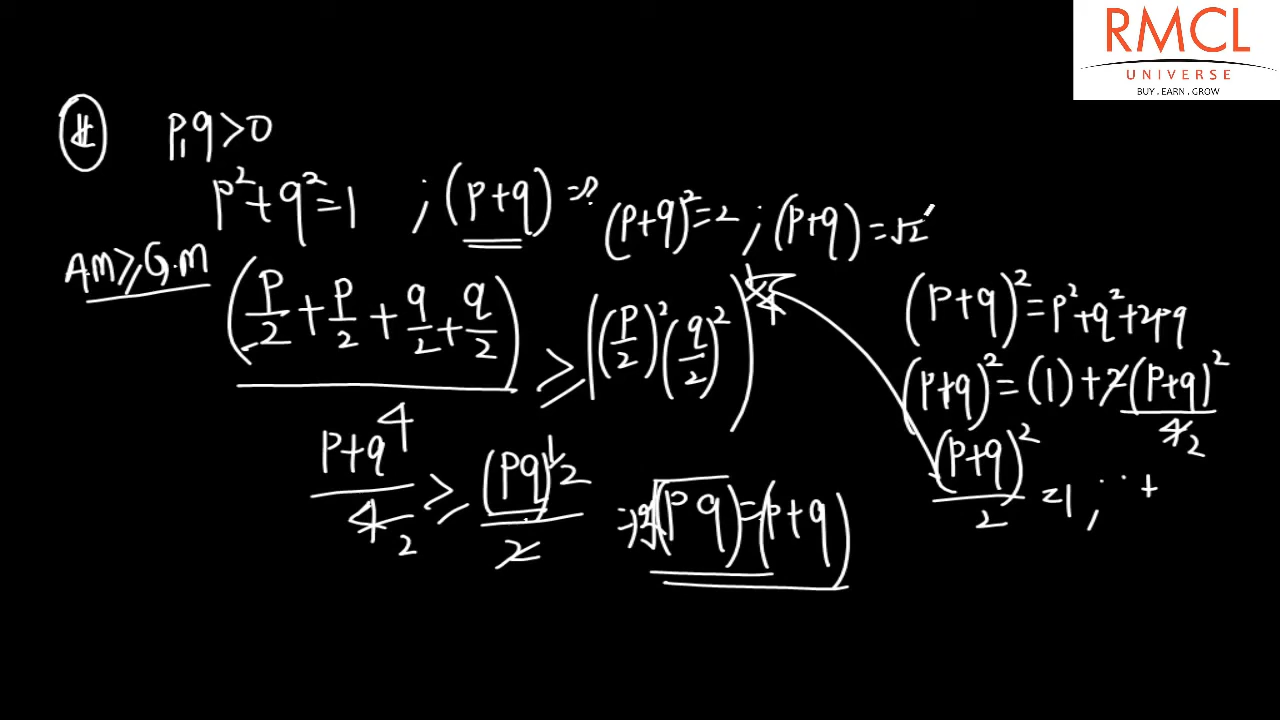 RMCL
UNIVERSE
BUY . EARN . GROW
p,q>0
p²+q²=1 ; (p+q)=?
(p+q)²=2 ; (p+q)=√2
A.M≥G.M
(p/2+p/2+q/2+q/2)/4 ≥ ((p/2)²(q/2)²)^1/4
(p+q)/2 ≥ (pq)^1/2
⇒ 2√(pq)=(p+q)
(p+q)²=p²+q²+2pq
(p+q)²=(1)+2(p+q)²/4 2
(p+q)²/2=1 ; ∵ +